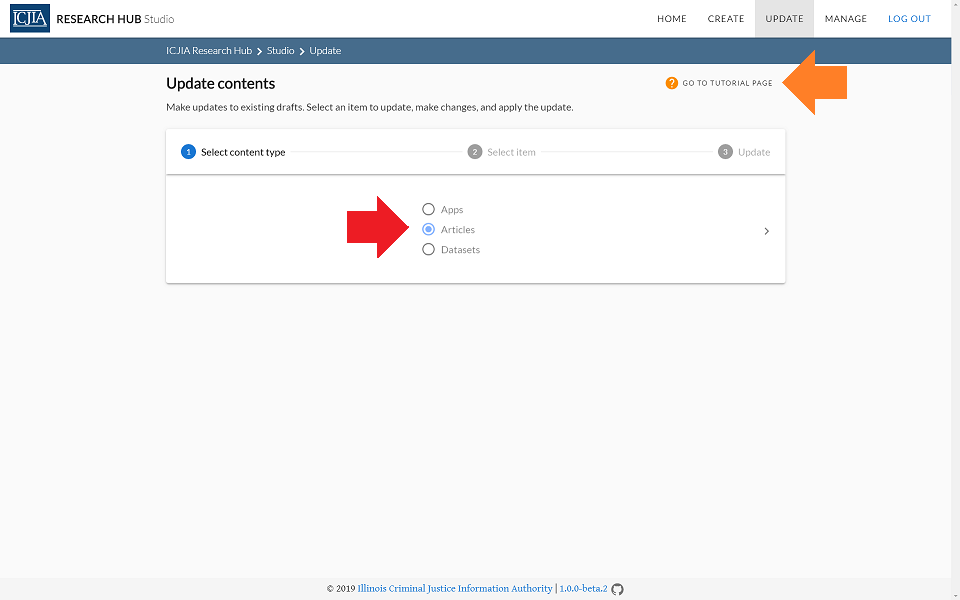 ICJIA RESEARCH HUB Studio HOME CREATE UPDATE MANAGE LOG OUT
ICJIA Research Hub > Studio > Update
Update contents ? GO TO TUTORIAL PAGE
Make updates to existing drafts. Select an item to update, make changes, and apply the update.
1 Select content type 2 Select item 3 Update
Apps
Articles
Datasets
© 2019 Illinois Criminal Justice Information Authority | 1.0.0-beta.2